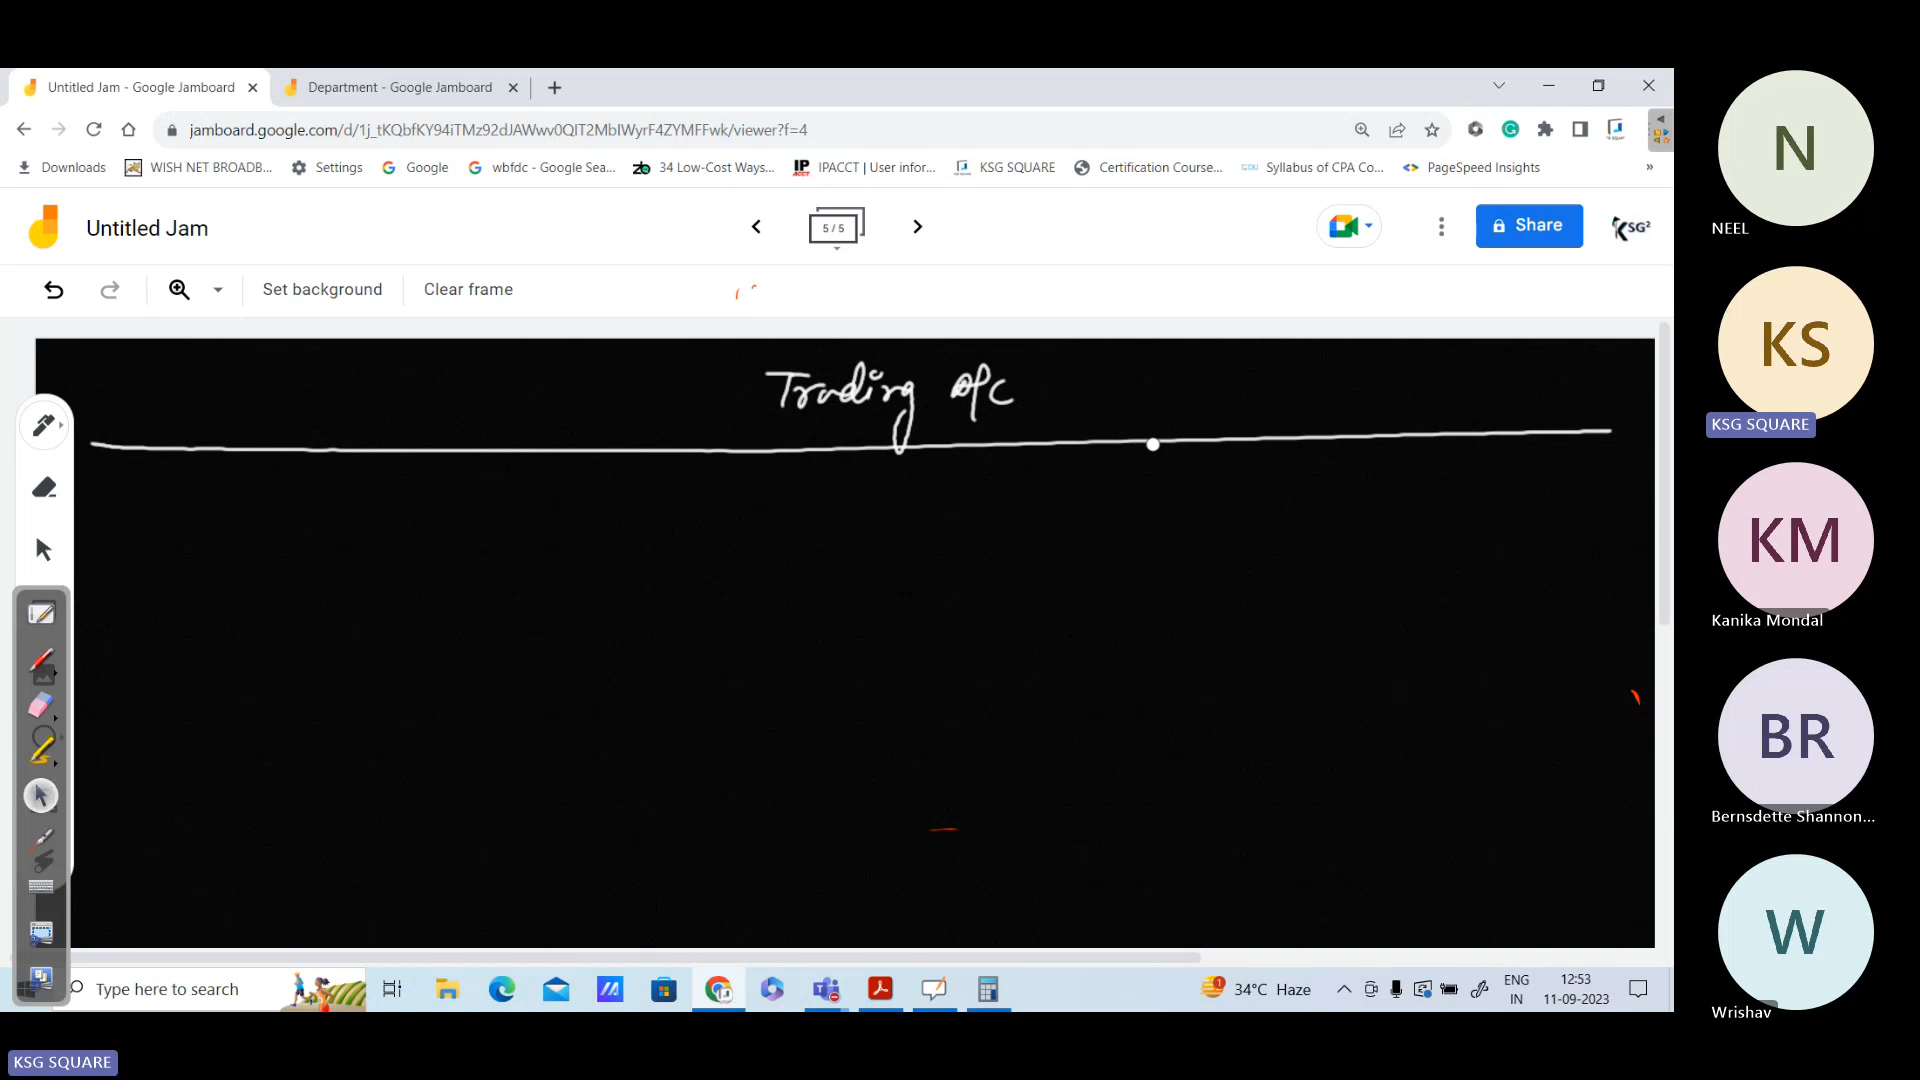 Untitled Jam - Google Jamboard
Department - Google Jamboard
jamboard.google.com/d/1j_tKQbfKY94iTMz92dJAWwv0QlT2MbIWyrF4ZYMFFwk/viewer?f=4
Downloads WISH NET BROADB... Settings Google wbfdc - Google Sea... 34 Low-Cost Ways... IPACCT | User infor... KSG SQUARE Certification Course... Syllabus of CPA Co... PageSpeed Insights »
Untitled Jam
5 / 5
Share
KSG²
Set background Clear frame
Trading A/c
Type here to search
34°C Haze
ENG
IN
12:53
11-09-2023
N
NEEL
KS
KSG SQUARE
KM
Kanika Mondal
BR
Bernsdette Shannon...
W
Wrishav
KSG SQUARE